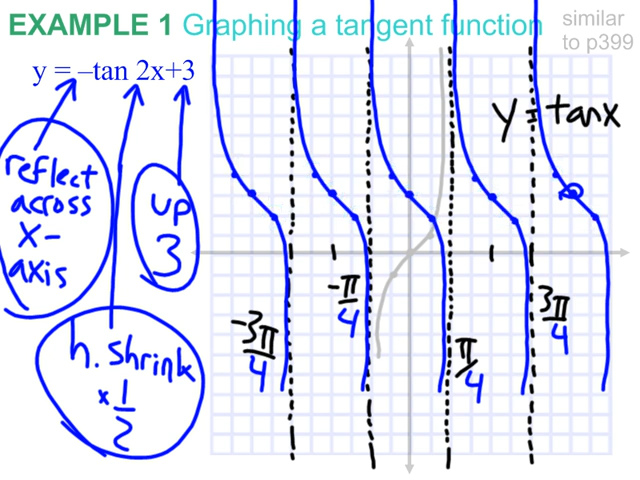 EXAMPLE 1 Graphing a tangent function
similar
to p399
y = –tan 2x+3
y = tanx
reflect
across
x-
axis
up
3
h. shrink
× 1/2
-3π/4
-π/4
π/4
3π/4